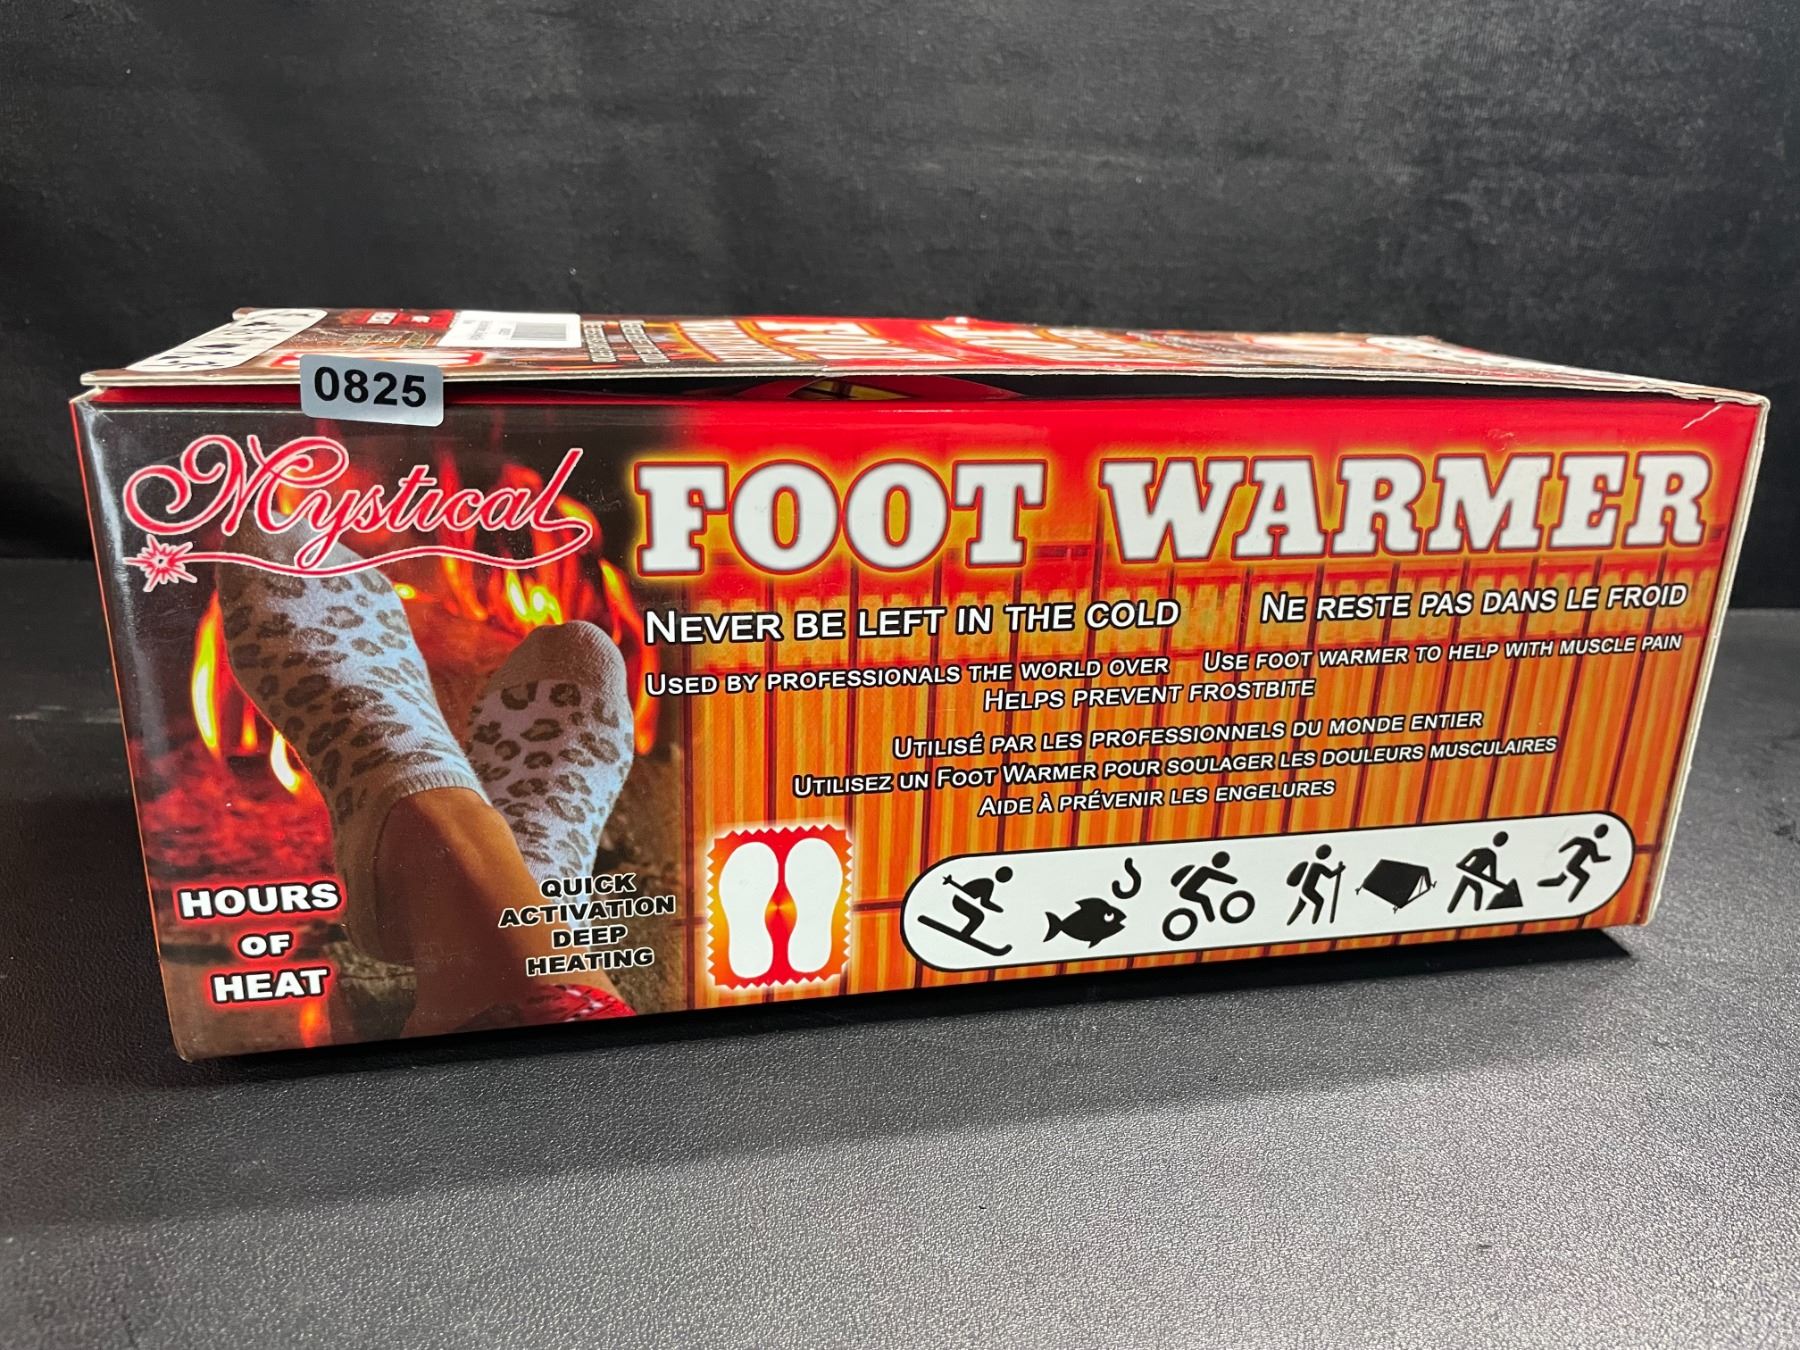 0825
Mystical
FOOT WARMER
NEVER BE LEFT IN THE COLD
NE RESTE PAS DANS LE FROID
USED BY PROFESSIONALS THE WORLD OVER
USE FOOT WARMER TO HELP WITH MUSCLE PAIN
HELPS PREVENT FROSTBITE
UTILISÉ PAR LES PROFESSIONNELS DU MONDE ENTIER
UTILISEZ UN FOOT WARMER POUR SOULAGER LES DOULEURS MUSCULAIRES
AIDE À PRÉVENIR LES ENGELURES
HOURS
OF
HEAT
QUICK
ACTIVATION
DEEP
HEATING